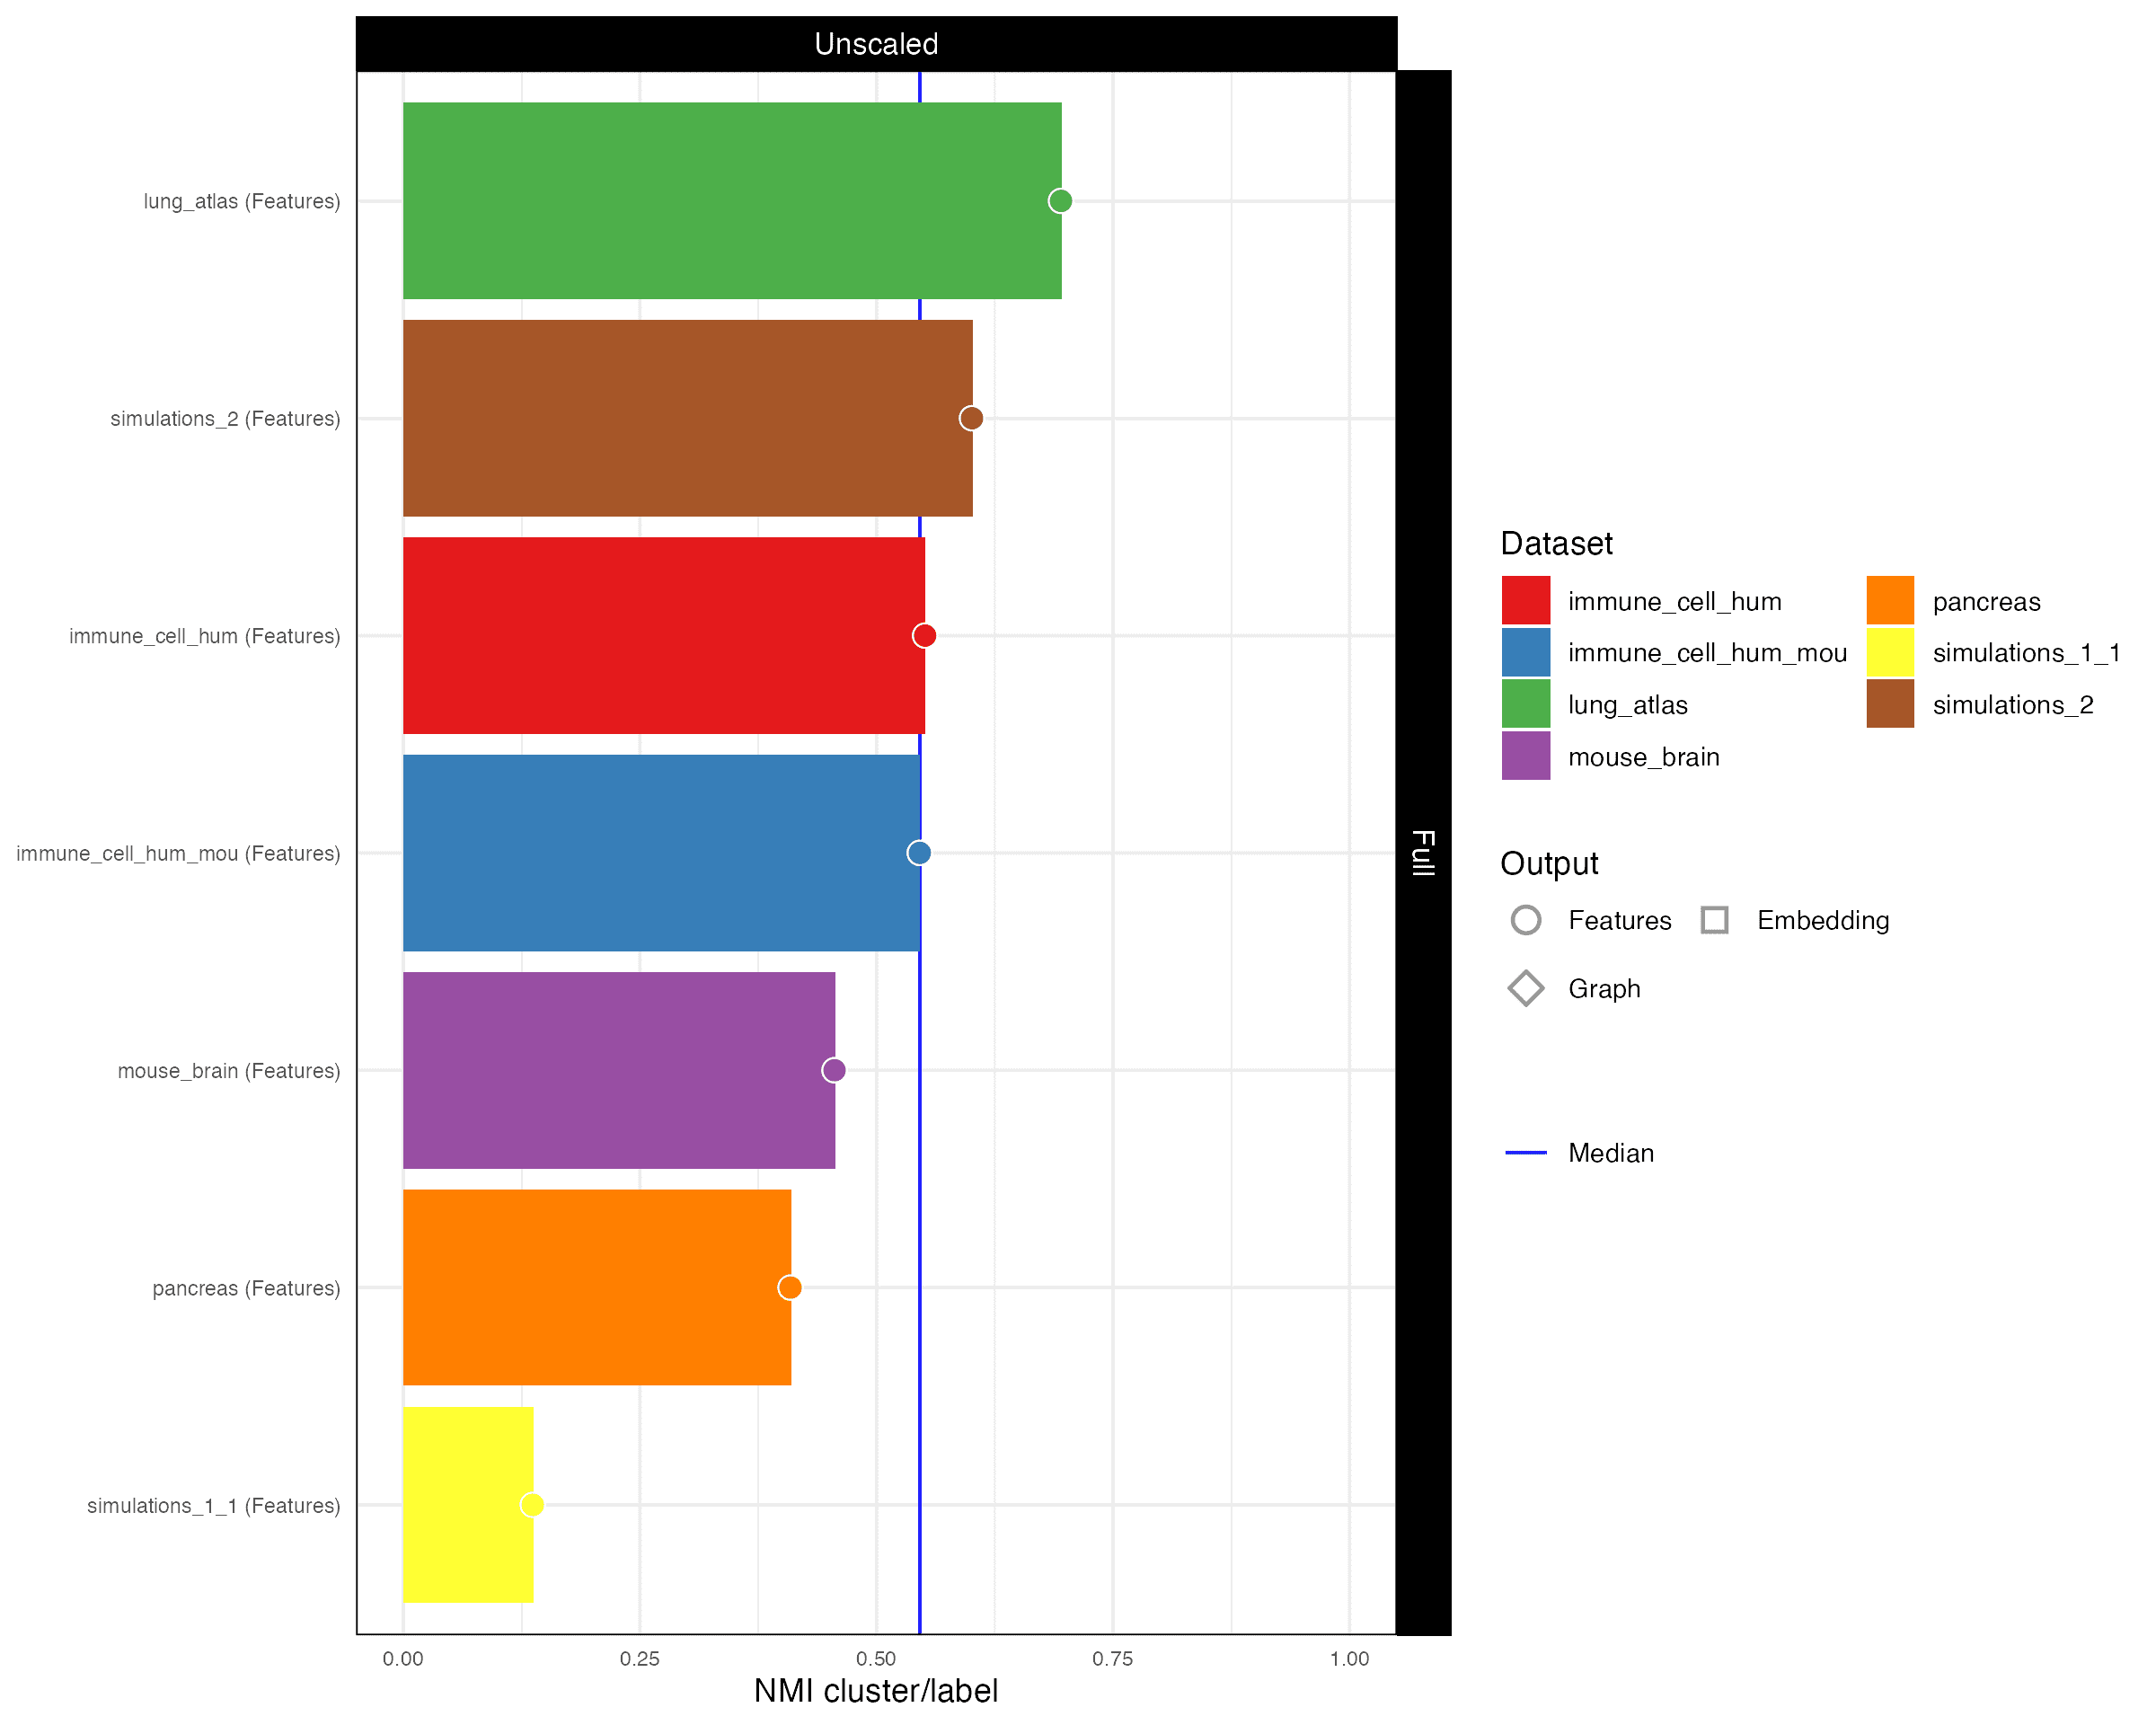 Unscaled
lung_atlas (Features)
simulations_2 (Features)
immune_cell_hum (Features)
immune_cell_hum_mou (Features)
mouse_brain (Features)
pancreas (Features)
simulations_1_1 (Features)
Full
0.00 0.25 0.50 0.75 1.00
NMI cluster/label
Dataset
immune_cell_hum pancreas
immune_cell_hum_mou simulations_1_1
lung_atlas simulations_2
mouse_brain
Output
Features Embedding
Graph
Median